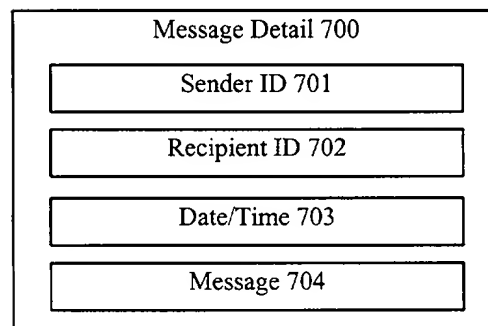 Message Detail 700
Sender ID 701
Recipient ID 702
Date/Time 703
Message 704